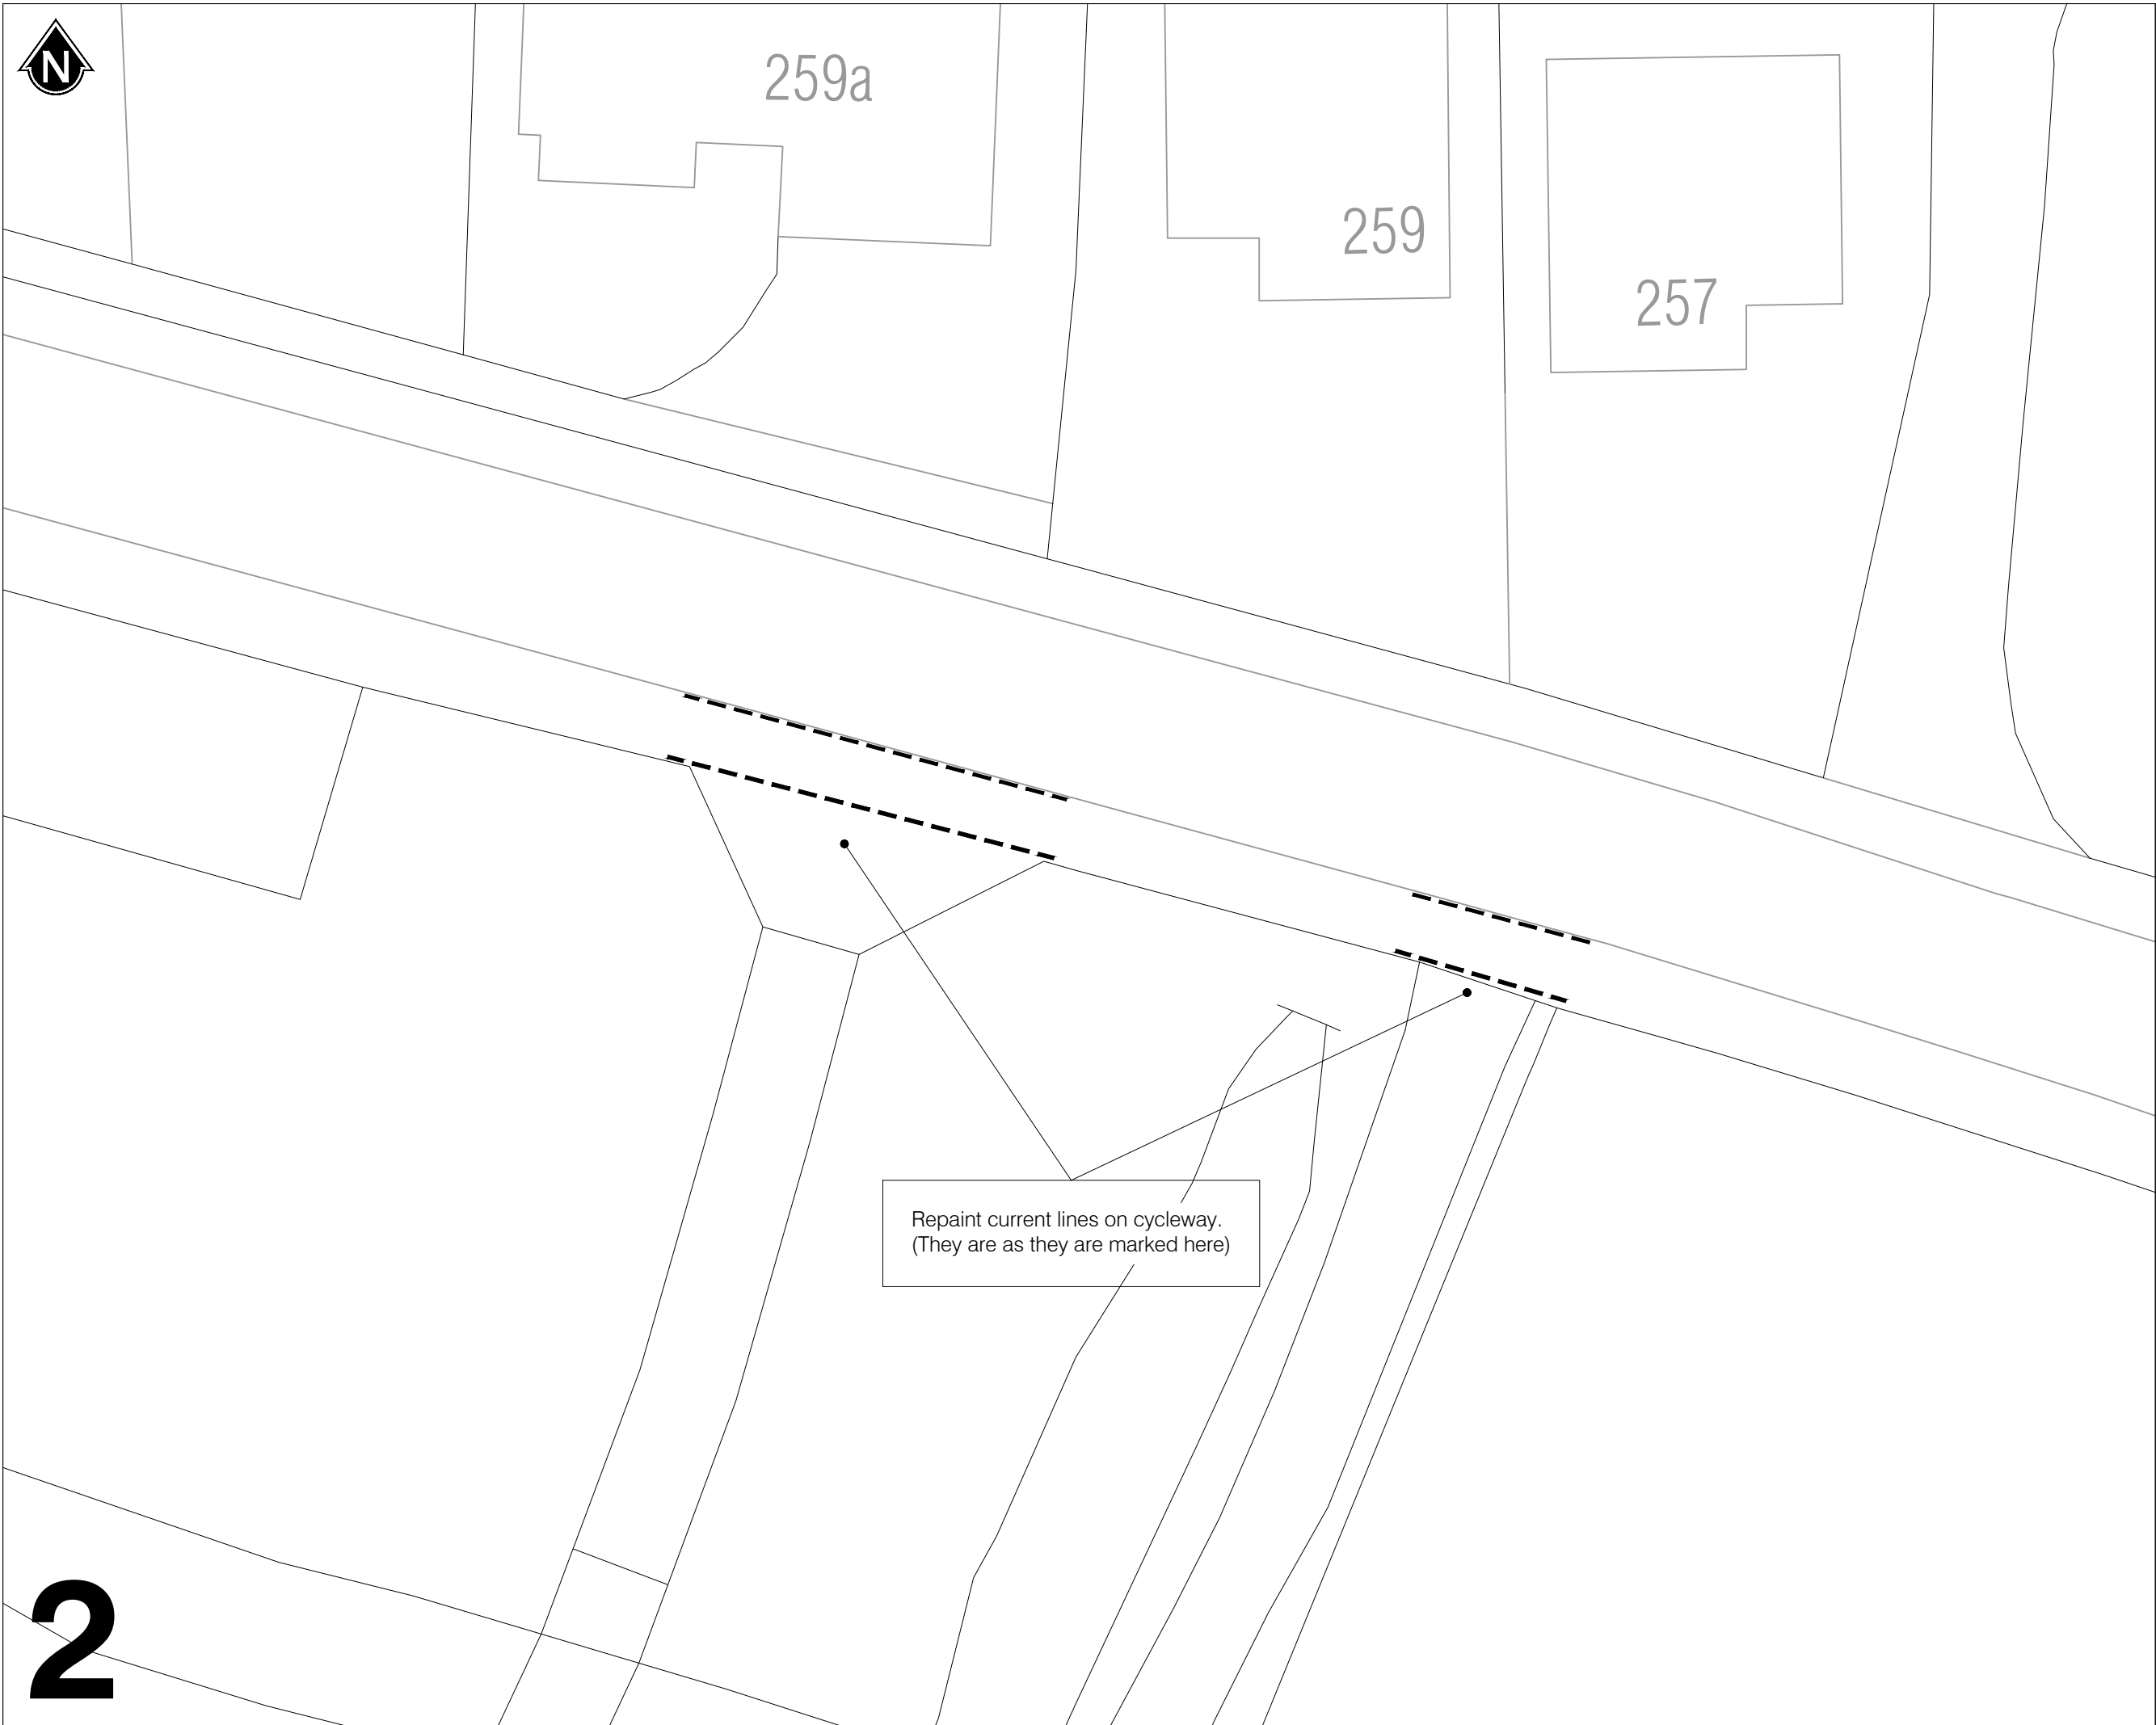 N
259a
259
257
Repaint current lines on cycleway.
(They are as they are marked here)
2